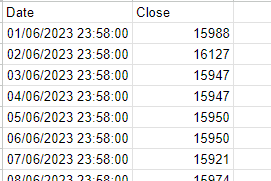 Date Close
01/06/2023 23:58:00 15988
02/06/2023 23:58:00 16127
03/06/2023 23:58:00 15947
04/06/2023 23:58:00 15947
05/06/2023 23:58:00 15950
06/06/2023 23:58:00 15950
07/06/2023 23:58:00 15921
08/06/2023 23:58:00 15974